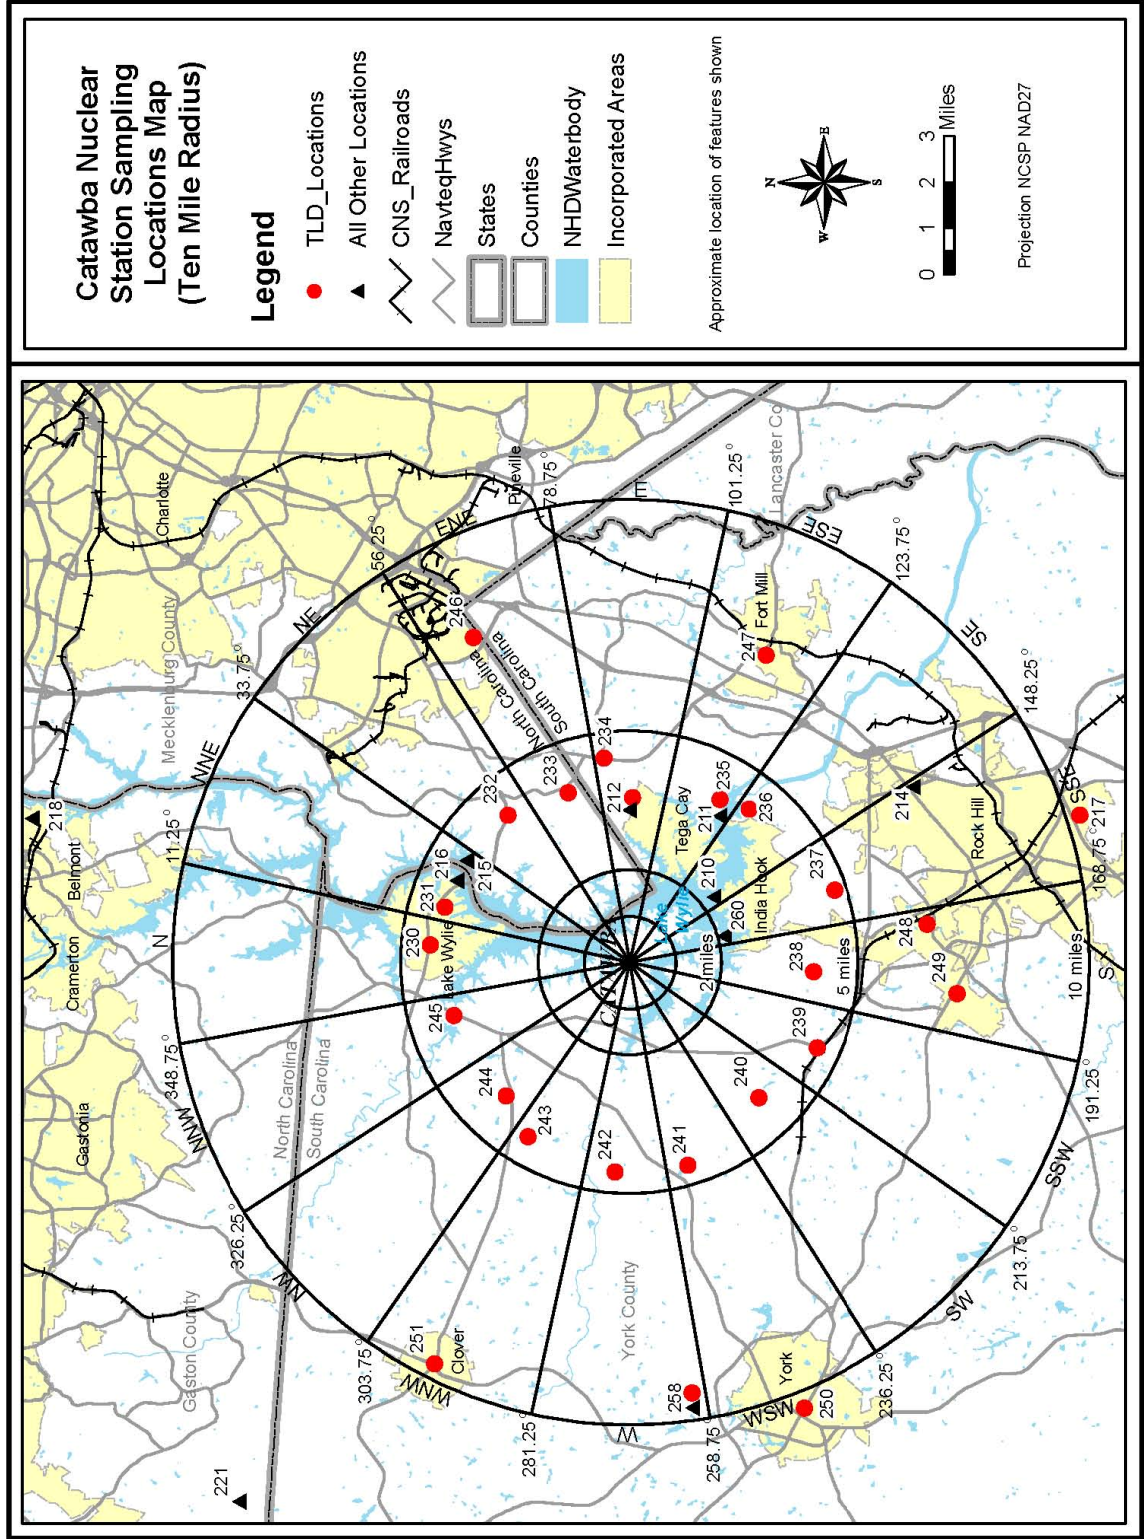 Catawba Nuclear
Station Sampling
Locations Map
(Ten Mile Radius)
Legend
TLD_Locations
All Other Locations
CNS_Railroads
NavteqHwys
States
Counties
NHDWaterbody
Incorporated Areas
Approximate location of features shown
N
W
E
S
0 1 2 3
Miles
Projection NCSP NAD27
Charlotte
Mecklenburg County
Pineville
Belmont
Cramerton
Gastonia
Gaston County
North Carolina
South Carolina
North Carolina
South Carolina
Lancaster Co
Fort Mill
Rock Hill
Tega Cay
India Hook
Lake
Wylie
Lake Wylie
CATAWBA
York County
Clover
York
2 miles
5 miles
10 miles
N
NNE
NE
ENE
E
ESE
SE
SSE
S
SSW
SW
WSW
W
WNW
NW
NNW
11.25°
33.75°
56.25°
78.75°
101.25°
123.75°
148.25°
168.75°
191.25°
213.75°
236.25°
258.75°
281.25°
303.75°
326.25°
348.75°
210
211
212
214
215
216
217
218
221
230
231
232
233
234
235
236
237
238
239
240
241
242
243
244
245
246
247
248
249
250
251
258
260